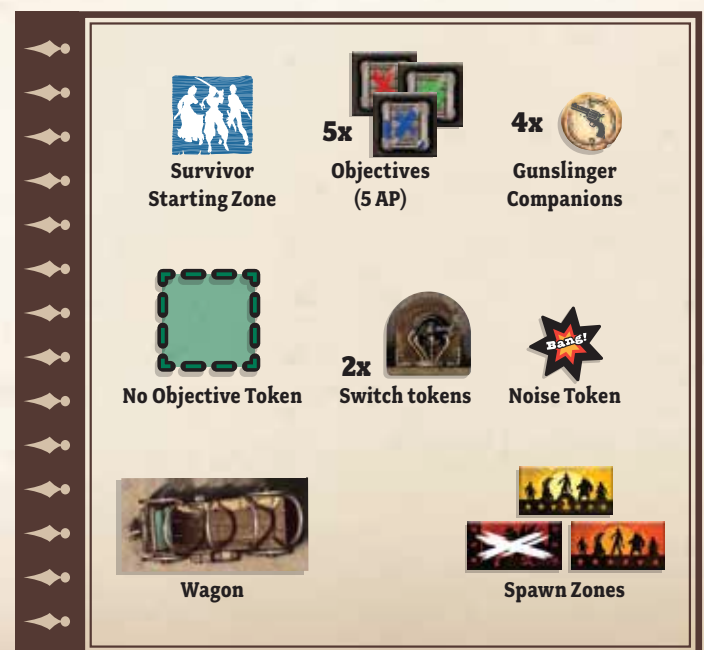 Survivor
Starting Zone
5x
Objectives
(5 AP)
4x
Gunslinger
Companions
No Objective Token
2x
Switch tokens
Bang!
Noise Token
Wagon
Spawn Zones